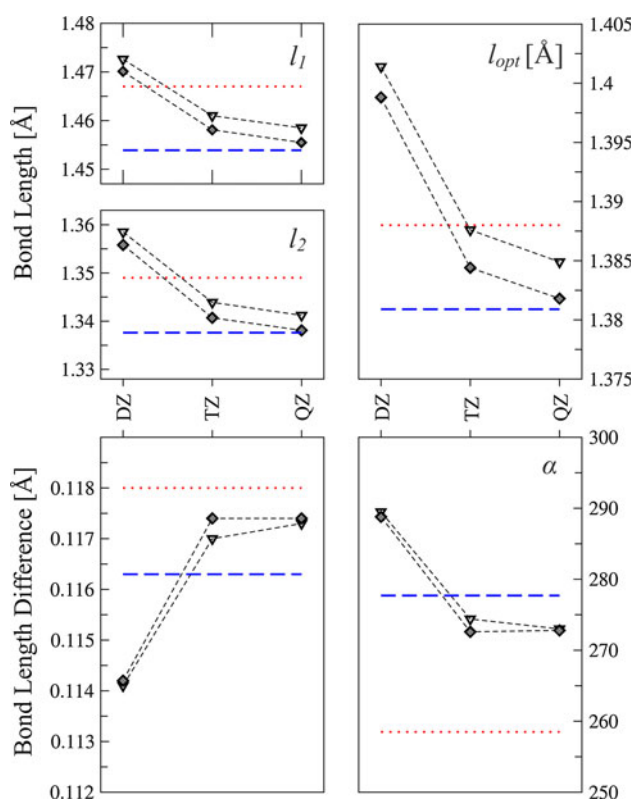 Bond Length [Å]
1.48
1.47
1.46
1.45
l1
1.36
1.35
1.34
1.33
l2
DZ
TZ
QZ
lopt [Å]
1.405
1.4
1.395
1.39
1.385
1.38
1.375
DZ
TZ
QZ
Bond Length Difference [Å]
0.118
0.117
0.116
0.114
0.113
0.112
α
300
290
280
270
260
250